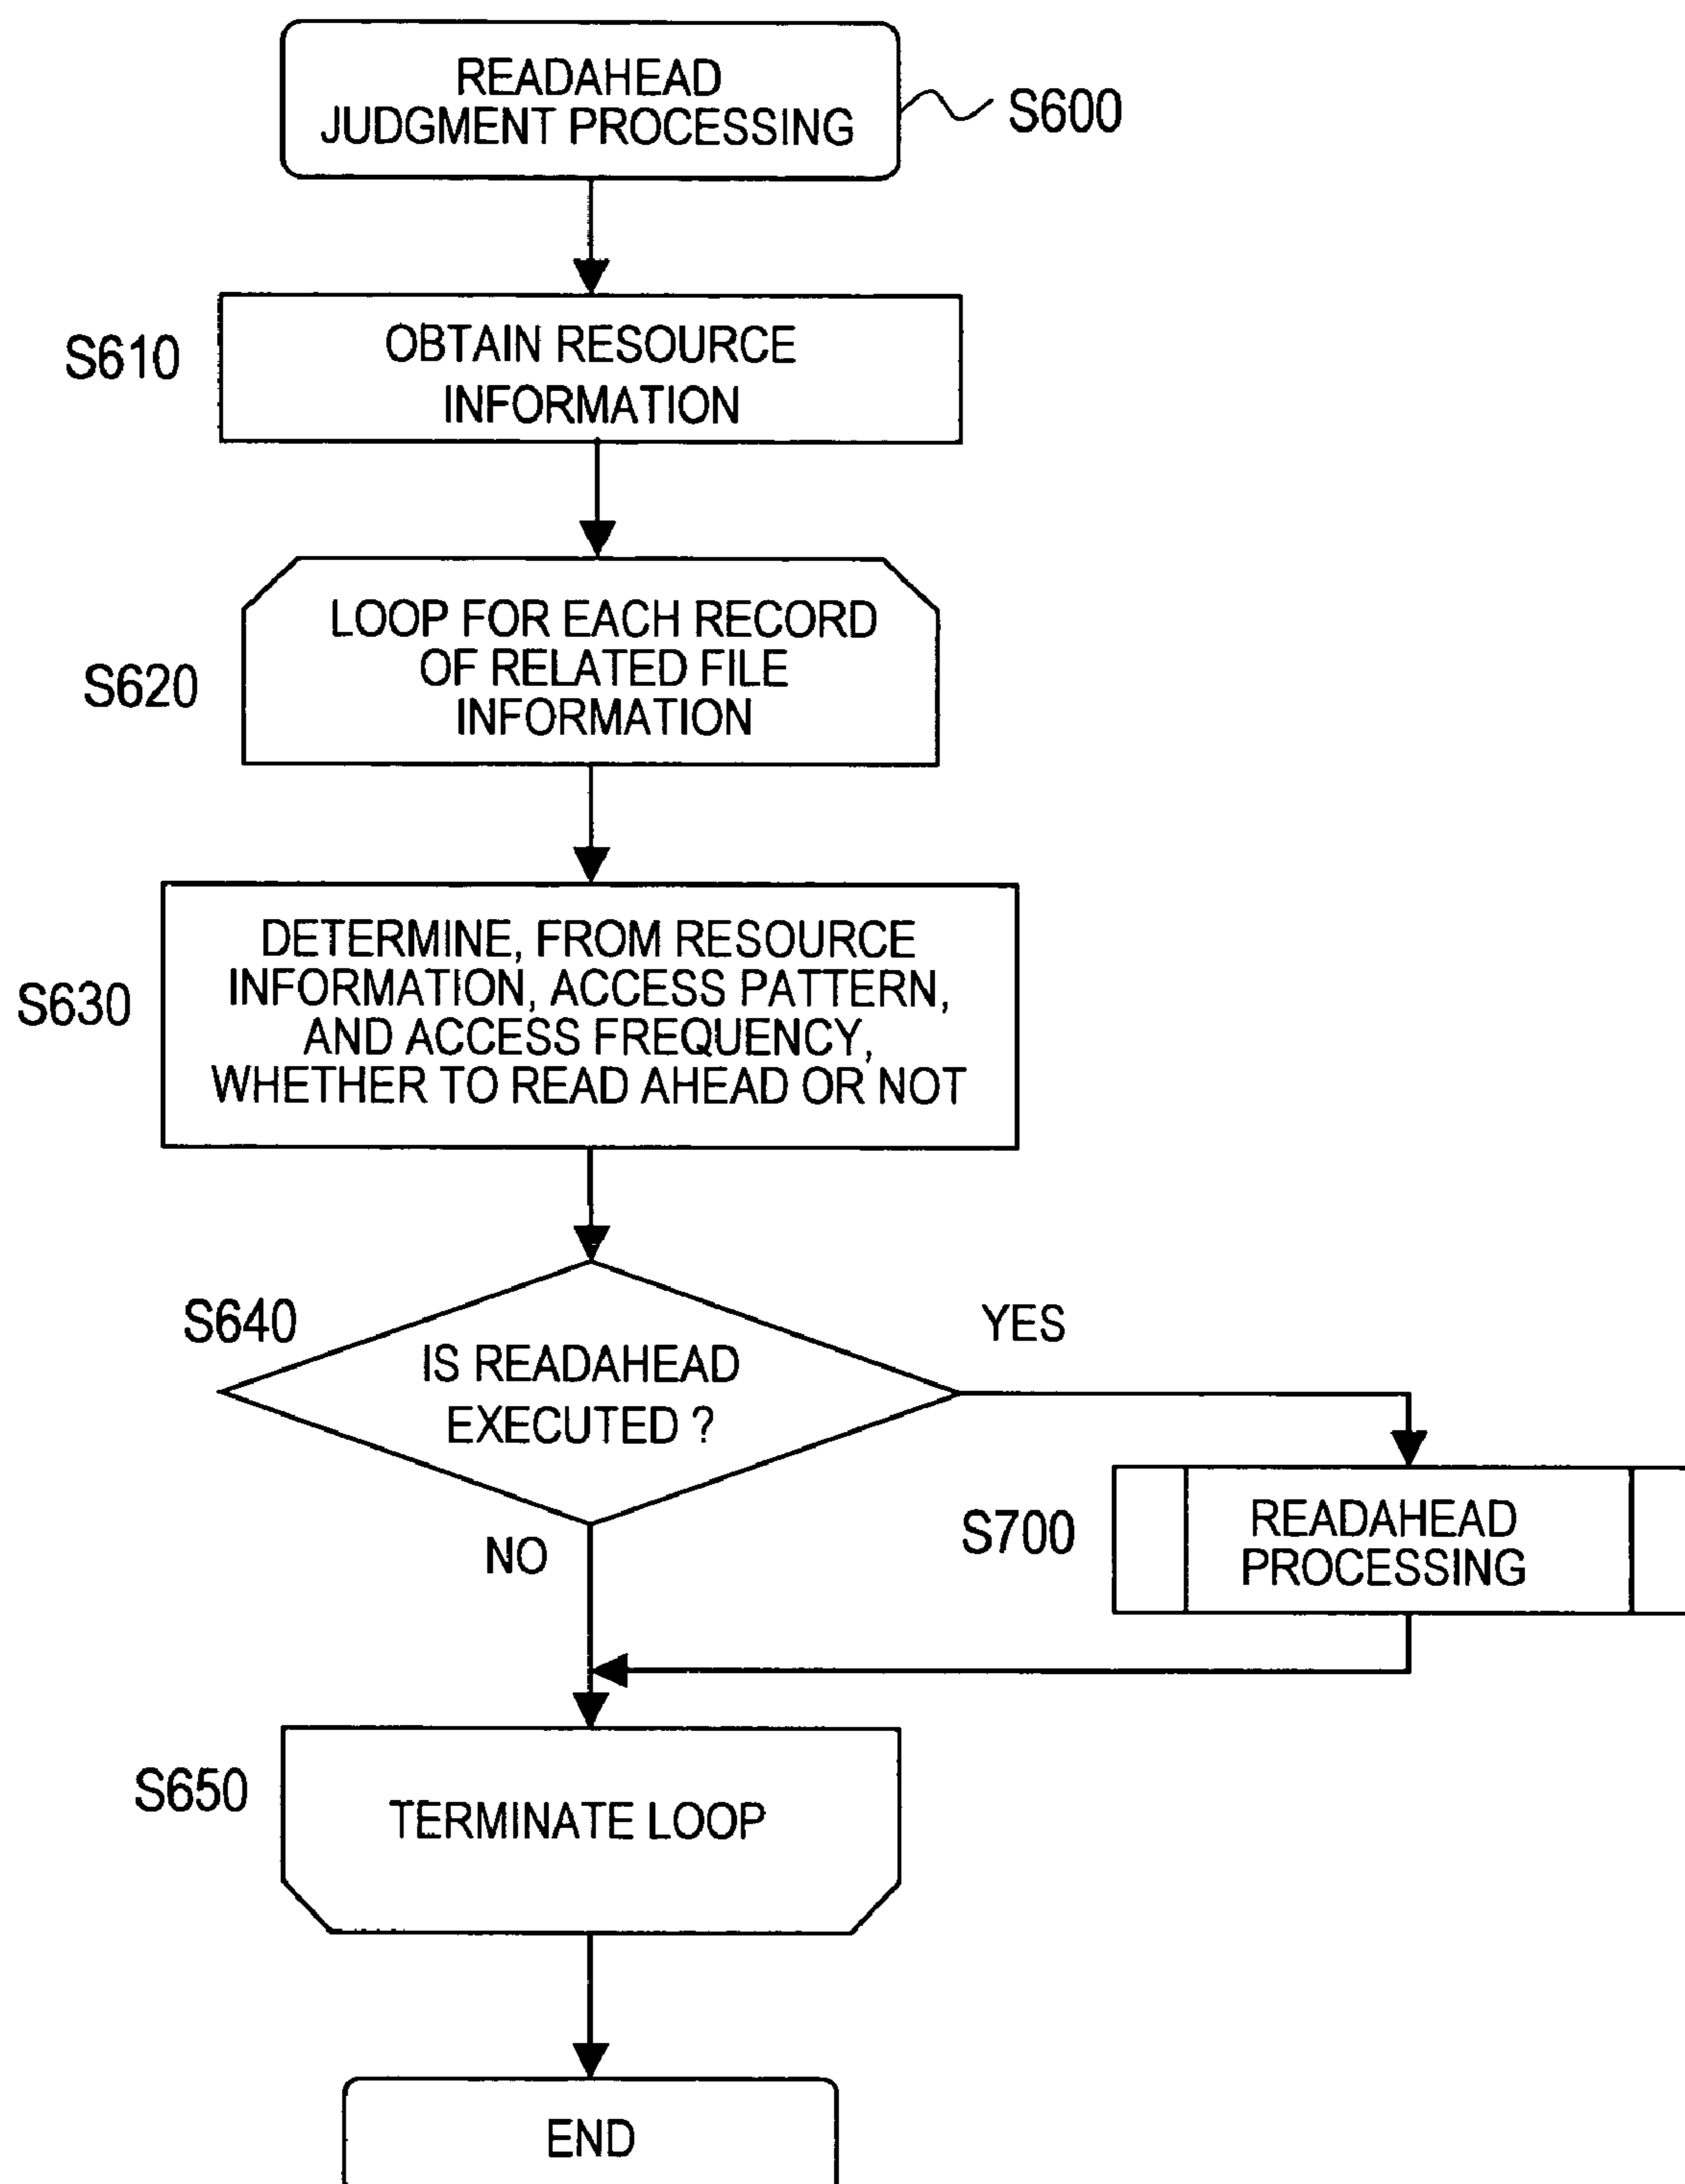 READAHEAD
JUDGMENT PROCESSING
S600
S610
OBTAIN RESOURCE
INFORMATION
S620
LOOP FOR EACH RECORD
OF RELATED FILE
INFORMATION
S630
DETERMINE, FROM RESOURCE
INFORMATION, ACCESS PATTERN,
AND ACCESS FREQUENCY,
WHETHER TO READ AHEAD OR NOT
S640
IS READAHEAD
EXECUTED ?
YES
NO
S700
READAHEAD
PROCESSING
S650
TERMINATE LOOP
END